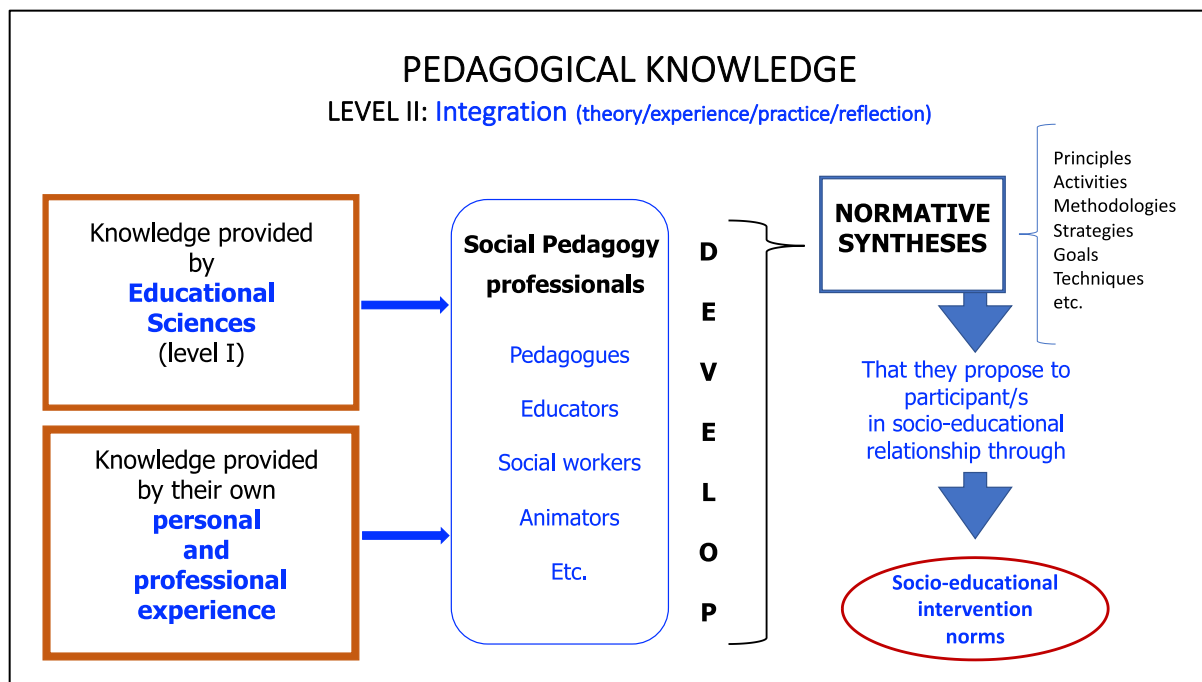 PEDAGOGICAL KNOWLEDGE
LEVEL II: Integration (theory/experience/practice/reflection)
Knowledge provided
by
Educational
Sciences
(level I)
Knowledge provided
by their own
personal
and
professional
experience
Social Pedagogy
professionals
Pedagogues
Educators
Social workers
Animators
Etc.
D
E
V
E
L
O
P
NORMATIVE
SYNTHESES
Principles
Activities
Methodologies
Strategies
Goals
Techniques
etc.
That they propose to
participant/s
in socio-educational
relationship through
Socio-educational
intervention
norms